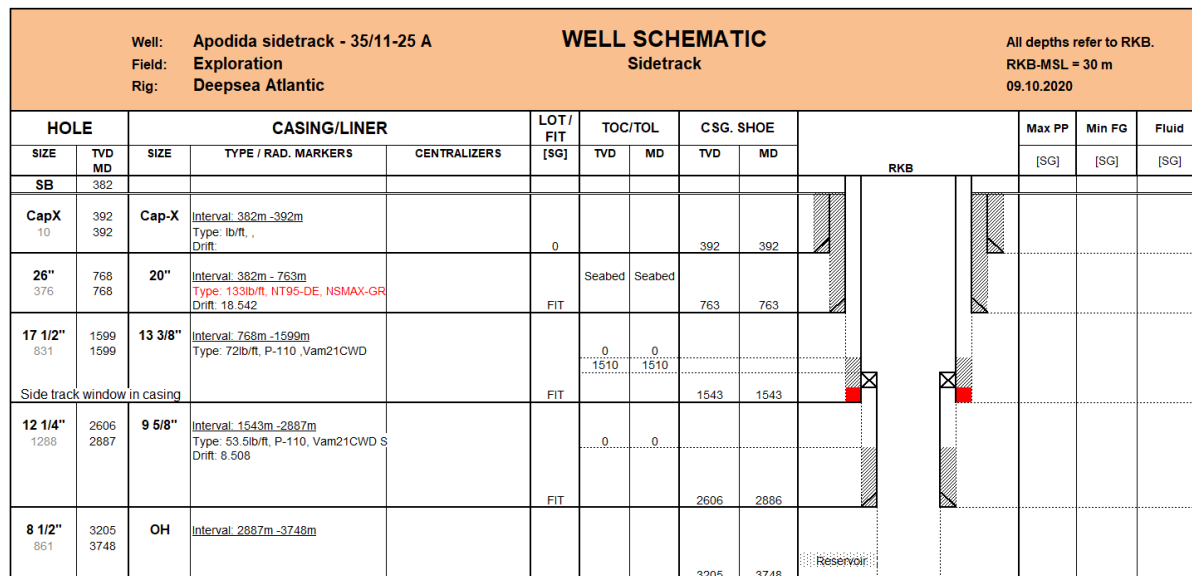 Well: Apodida sidetrack - 35/11-25 A WELL SCHEMATIC All depths refer to RKB.
Field: Exploration Sidetrack RKB-MSL = 30 m
Rig: Deepsea Atlantic 09.10.2020
HOLE CASING/LINER LOT / FIT TOC/TOL CSG. SHOE Max PP Min FG Fluid
SIZE TVD MD SIZE TYPE / RAD. MARKERS CENTRALIZERS [SG] TVD MD TVD MD RKB [SG] [SG] [SG]
SB 382
CapX 392 Cap-X Interval: 382m -392m
10 392 Type: lb/ft, ,
Drift: 0 392 392
26" 768 20" Interval: 382m - 763m Seabed Seabed
376 768 Type: 133lb/ft, NT95-DE, NSMAX-GR
Drift: 18.542 FIT 763 763
17 1/2" 1599 13 3/8" Interval: 768m -1599m
831 1599 Type: 72lb/ft, P-110 ,Vam21CWD 0 0
1510 1510
Side track window in casing FIT 1543 1543
12 1/4" 2606 9 5/8" Interval: 1543m -2887m
1288 2887 Type: 53.5lb/ft, P-110, Vam21CWD S 0 0
Drift: 8.508
FIT 2606 2886
8 1/2" 3205 OH Interval: 2887m -3748m
861 3748
Reservoir
3205 3748